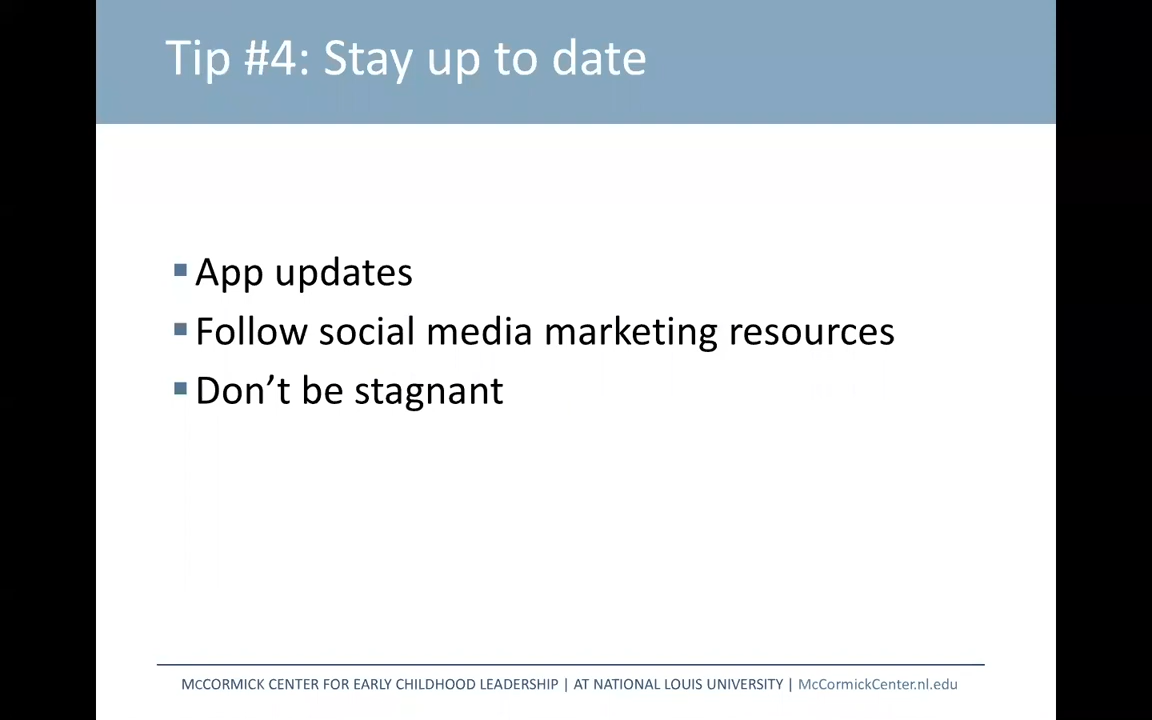 Tip #4: Stay up to date
▪App updates
▪Follow social media marketing resources
▪Don’t be stagnant
McCORMICK CENTER FOR EARLY CHILDHOOD LEADERSHIP | AT NATIONAL LOUIS UNIVERSITY | McCormickCenter.nl.edu